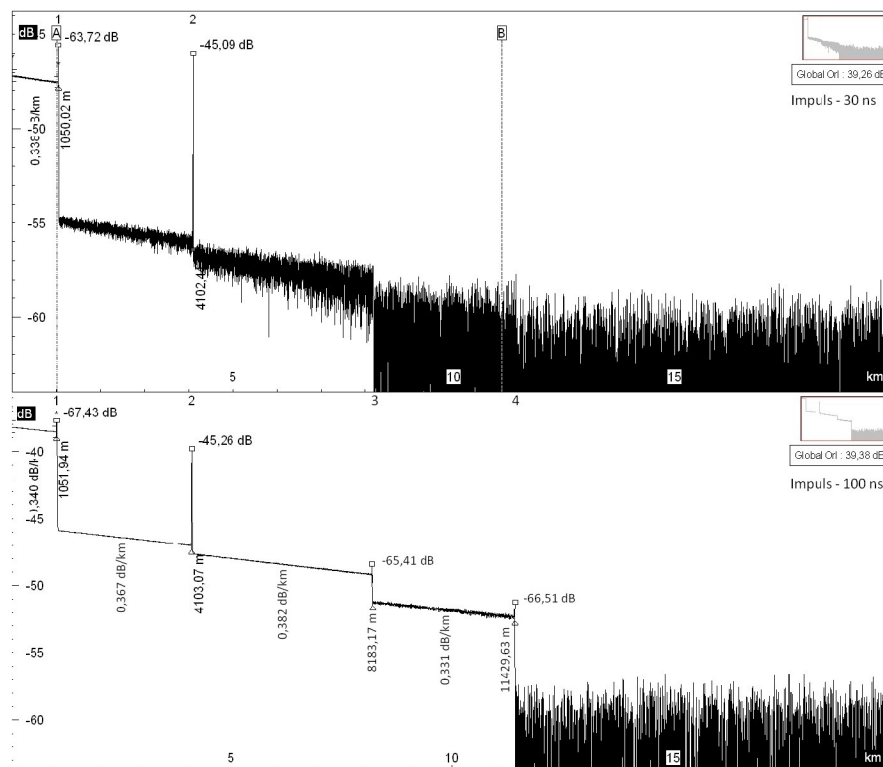 1 2
dB A -63,72 dB -45,09 dB B
Global Orl : 39,26 dB
Impuls - 30 ns
1050,02 m
-50
-55
4102,4
-60
5 10 15 km
1 2 3 4
dB -67,43 dB
-45,26 dB
Global Orl : 39,38 dB
Impuls - 100 ns
-40
,340 dB/
1051,94 m
-45
0,367 dB/km
4103,07 m
0,382 dB/km
-65,41 dB
-50
8183,17 m
0,331 dB/km
-66,51 dB
11429,63 m
-55
-60
5 10 15 km